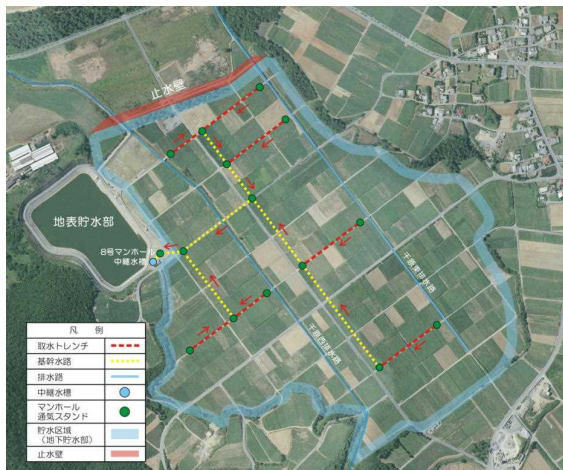 止水壁
地表貯水部
8号マンホール
中継水槽
千原東排水路
千原西排水路
凡 例
取水トレンチ
基幹水路
排水路
中継水槽
マンホール
通気スタンド
貯水区域
(地下貯水部)
止水壁